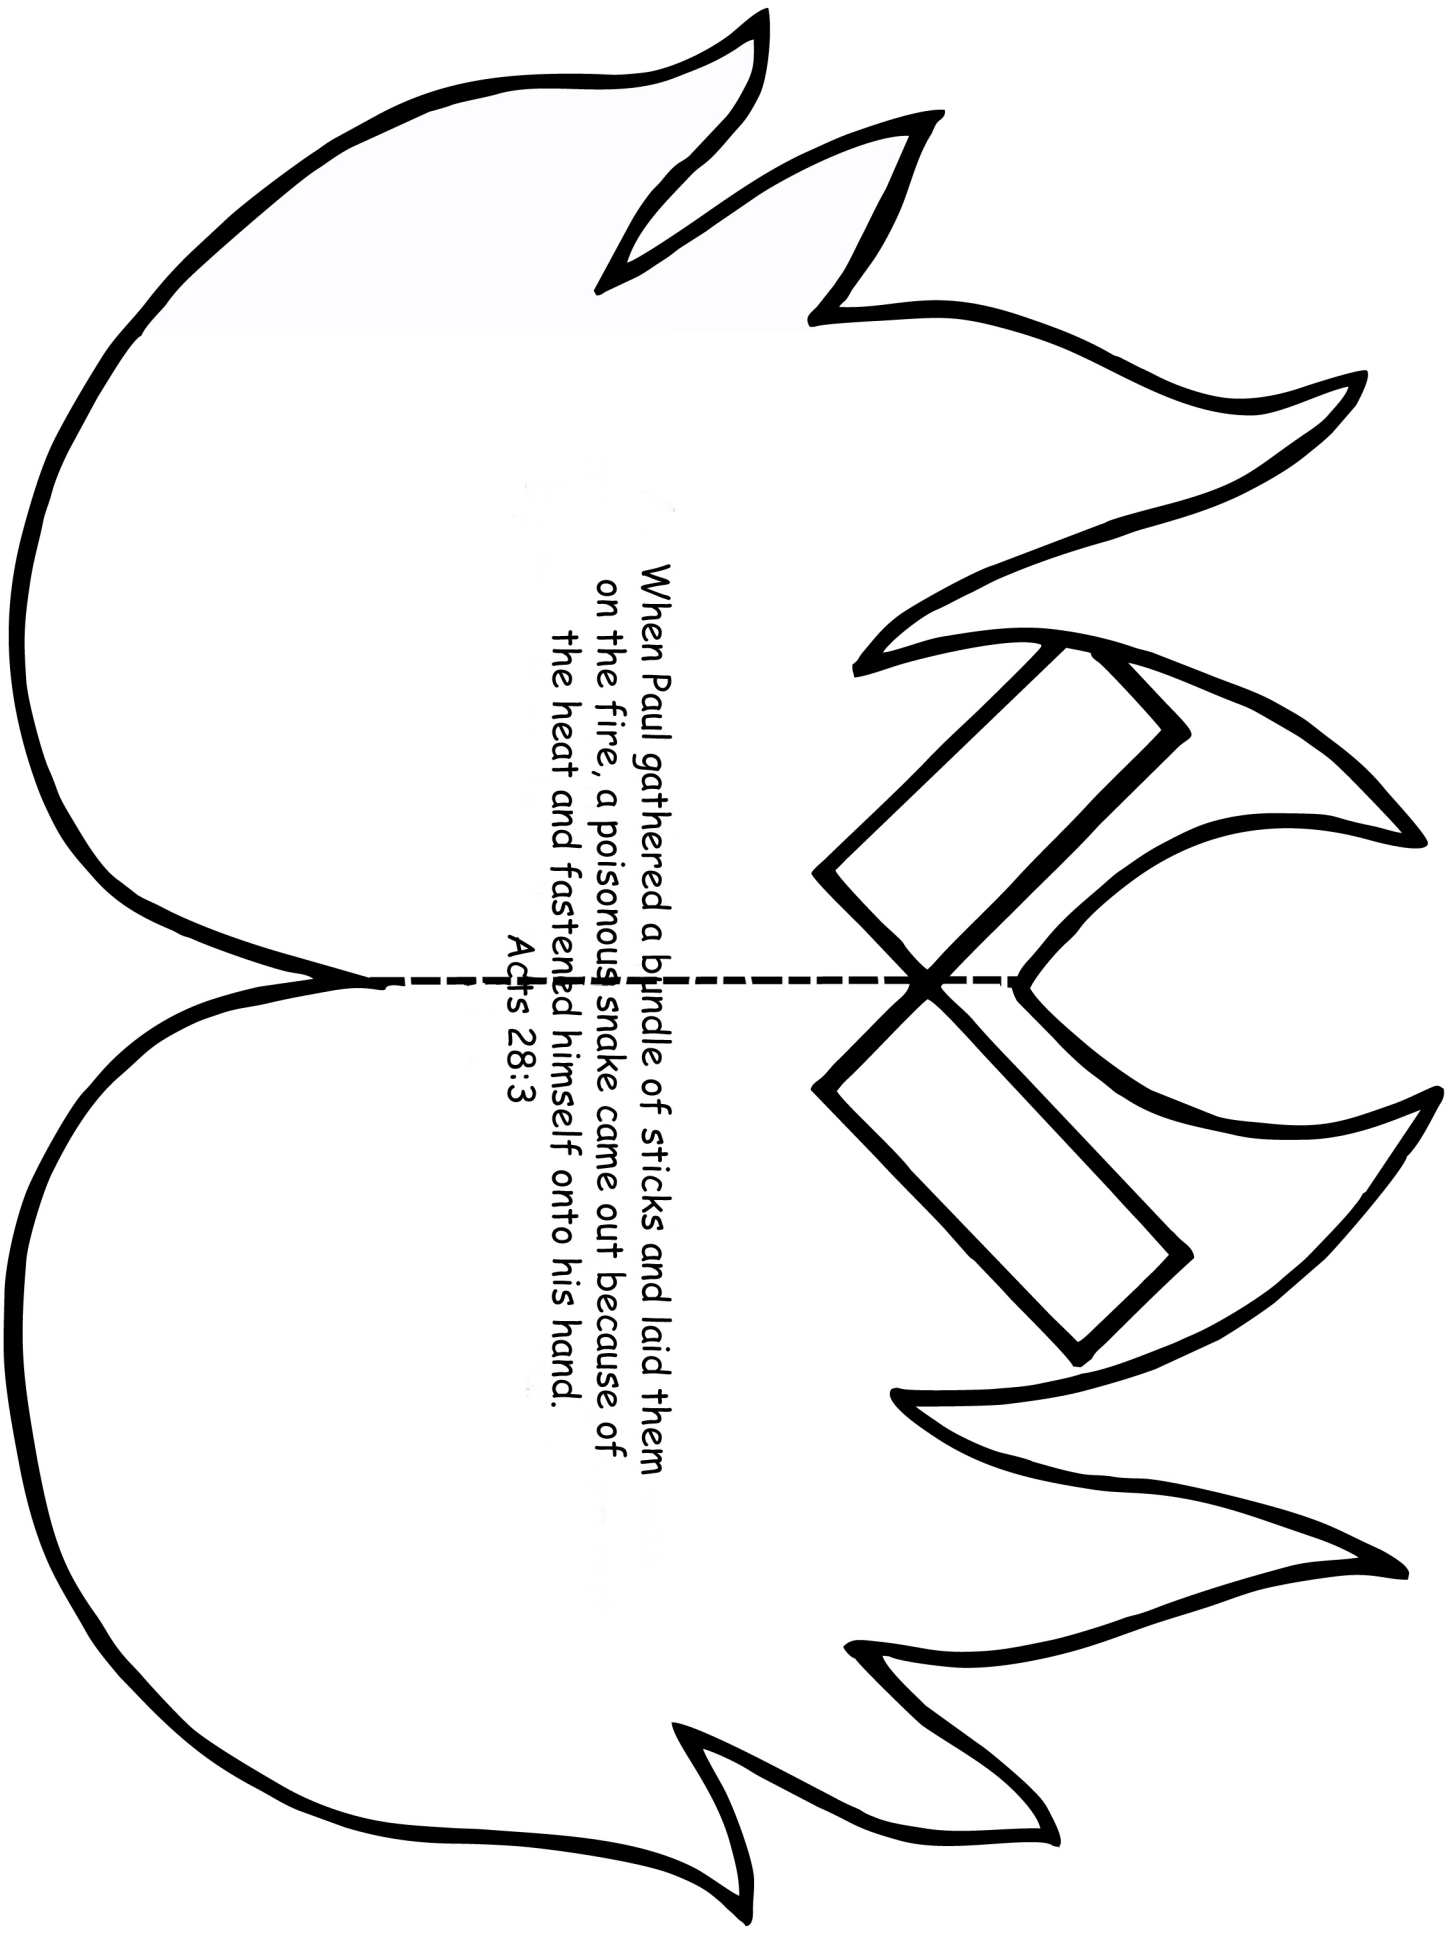 When Paul gathered a bundle of sticks and laid them
on the fire, a poisonous snake came out because of
the heat and fastened himself onto his hand.
Acts 28:3